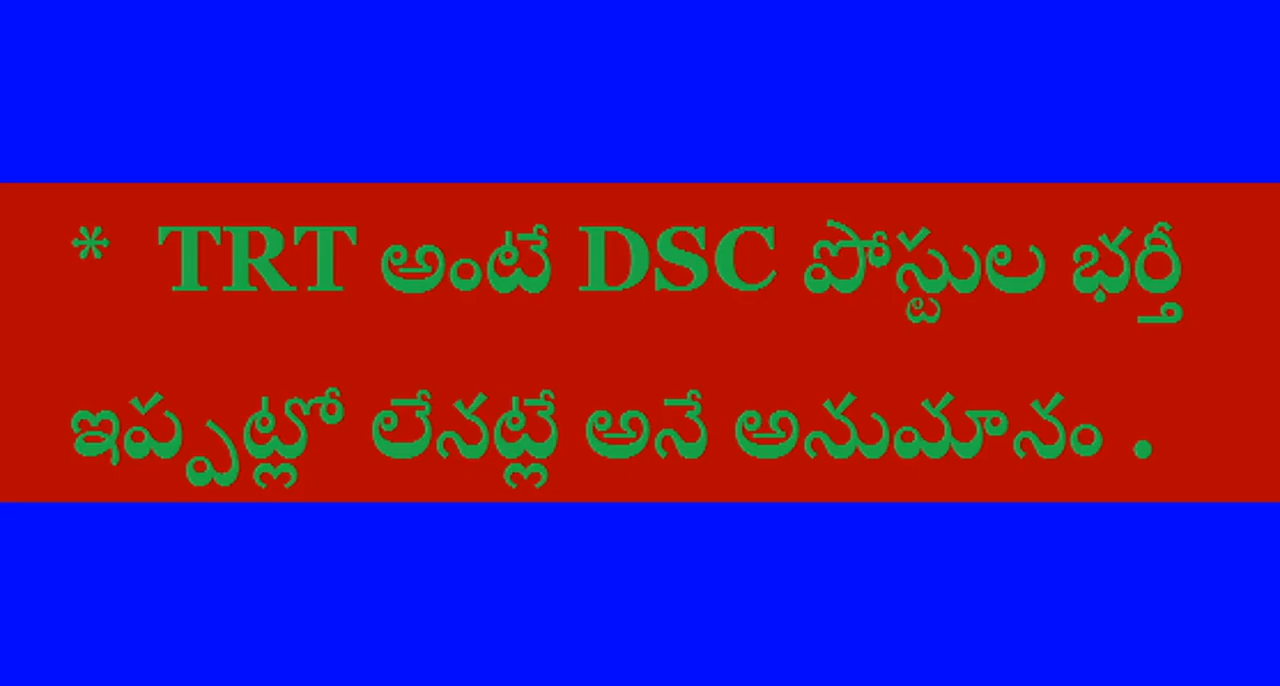 * TRT అంటే DSC పోస్టుల భర్తీ
ఇప్పట్లో లేనట్లే అనే అనుమానం .